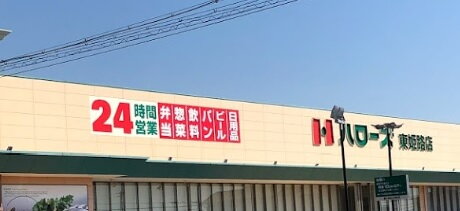 24時間営業
弁当 惣菜 飲料 パン ビール 日用品
ハローズ 東姫路店